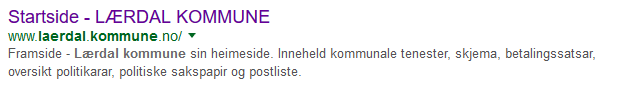 Startside - LÆRDAL KOMMUNE
www.laerdal.kommune.no/
Framside - Lærdal kommune sin heimeside. Inneheld kommunale tenester, skjema, betalingssatsar,
oversikt politikarar, politiske sakspapir og postliste.